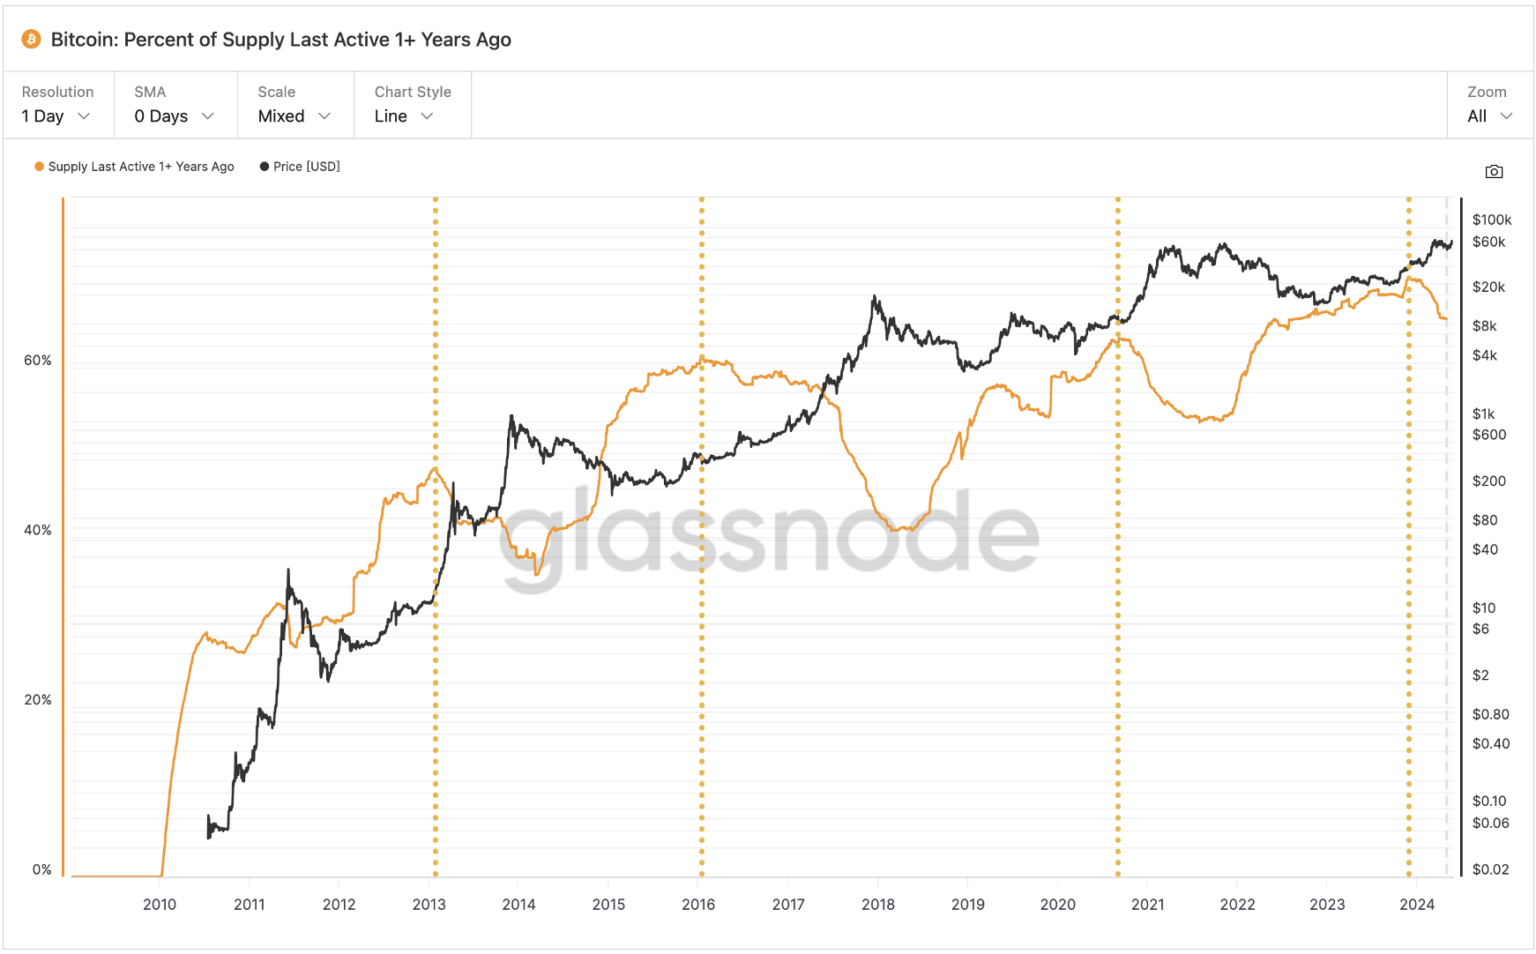 Bitcoin: Percent of Supply Last Active 1+ Years Ago
Resolution SMA Scale Chart Style Zoom
1 Day 0 Days Mixed Line All
Supply Last Active 1+ Years Ago Price [USD]
$100k
$60k
$20k
$8k
60% $4k
$1k
$600
$200
glassnode
$80
40%
$40
$10
$6
$2
20%
$0.80
$0.40
$0.10
$0.06
0% $0.02
2010 2011 2012 2013 2014 2015 2016 2017 2018 2019 2020 2021 2022 2023 2024